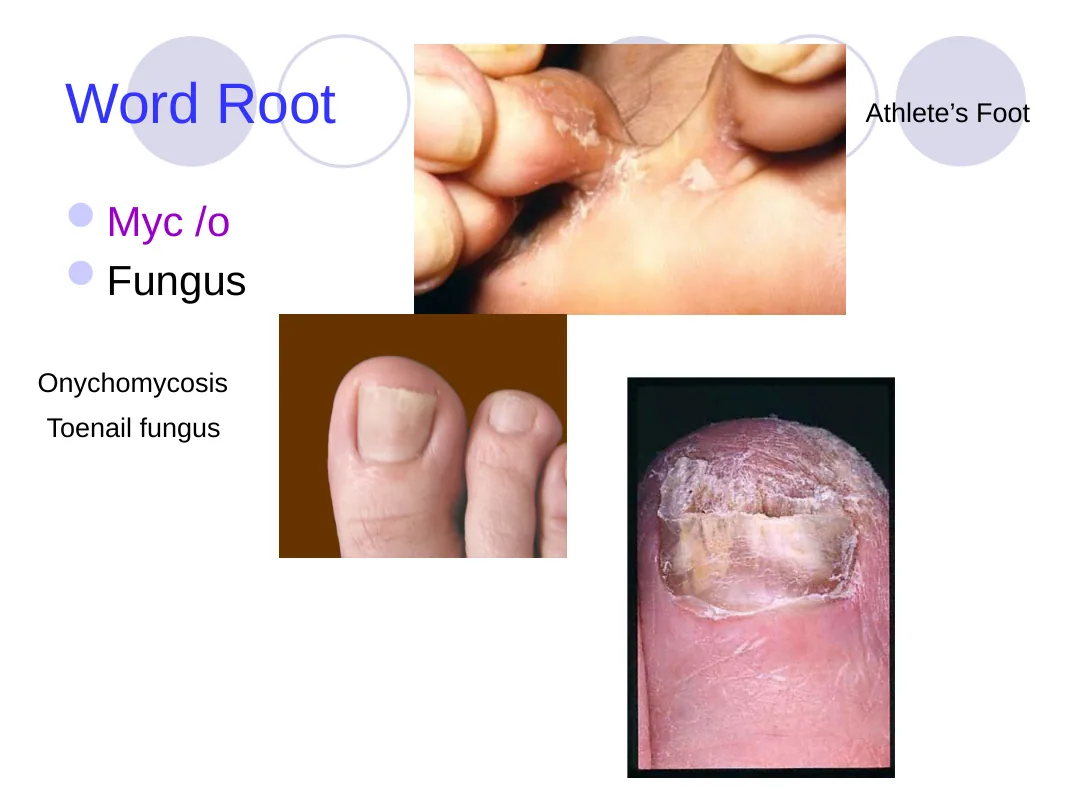 Word Root
Athlete’s Foot
Myc /o
Fungus
Onychomycosis
Toenail fungus